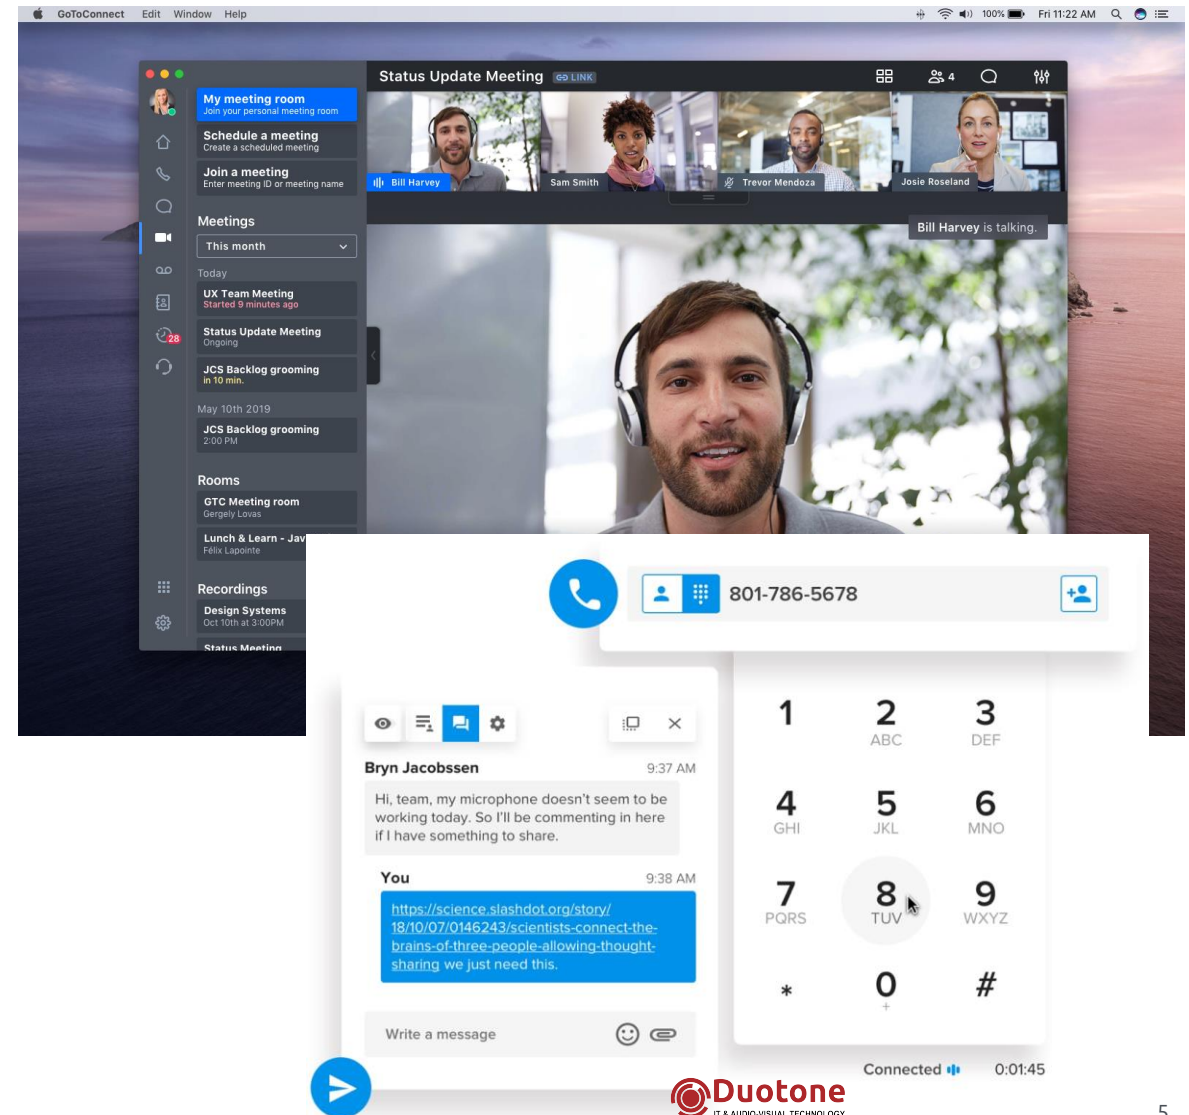 GoToConnect Edit Window Help
100% Fri 11:22 AM
Status Update Meeting LINK
4
My meeting room
Join your personal meeting room
Schedule a meeting
Create a scheduled meeting
Join a meeting
Enter meeting ID or meeting name
Bill Harvey
Sam Smith
Trevor Mendoza
Josie Roseland
Bill Harvey is talking.
Meetings
This month
Today
UX Team Meeting
Started 9 minutes ago
Status Update Meeting
Ongoing
JCS Backlog grooming
in 10 min.
28
May 10th 2019
JCS Backlog grooming
2:00 PM
Rooms
GTC Meeting room
Gergely Lovas
Lunch & Learn - Jav
Félix Lapointe
Recordings
Design Systems
Oct 10th at 3:00PM
Status Meeting
801-786-5678
Bryn Jacobssen 9:37 AM
Hi, team, my microphone doesn't seem to be
working today. So I'll be commenting in here
if I have something to share.
You 9:38 AM
https://science.slashdot.org/story/
18/10/07/0146243/scientists-connect-the-
brains-of-three-people-allowing-thought-
sharing we just need this.
Write a message
1 2 3
ABC DEF
4 5 6
GHI JKL MNO
7 8 9
PQRS TUV WXYZ
* 0 #
+
Connected 0:01:45
Duotone
IT & AUDIO-VISUAL TECHNOLOGY
5